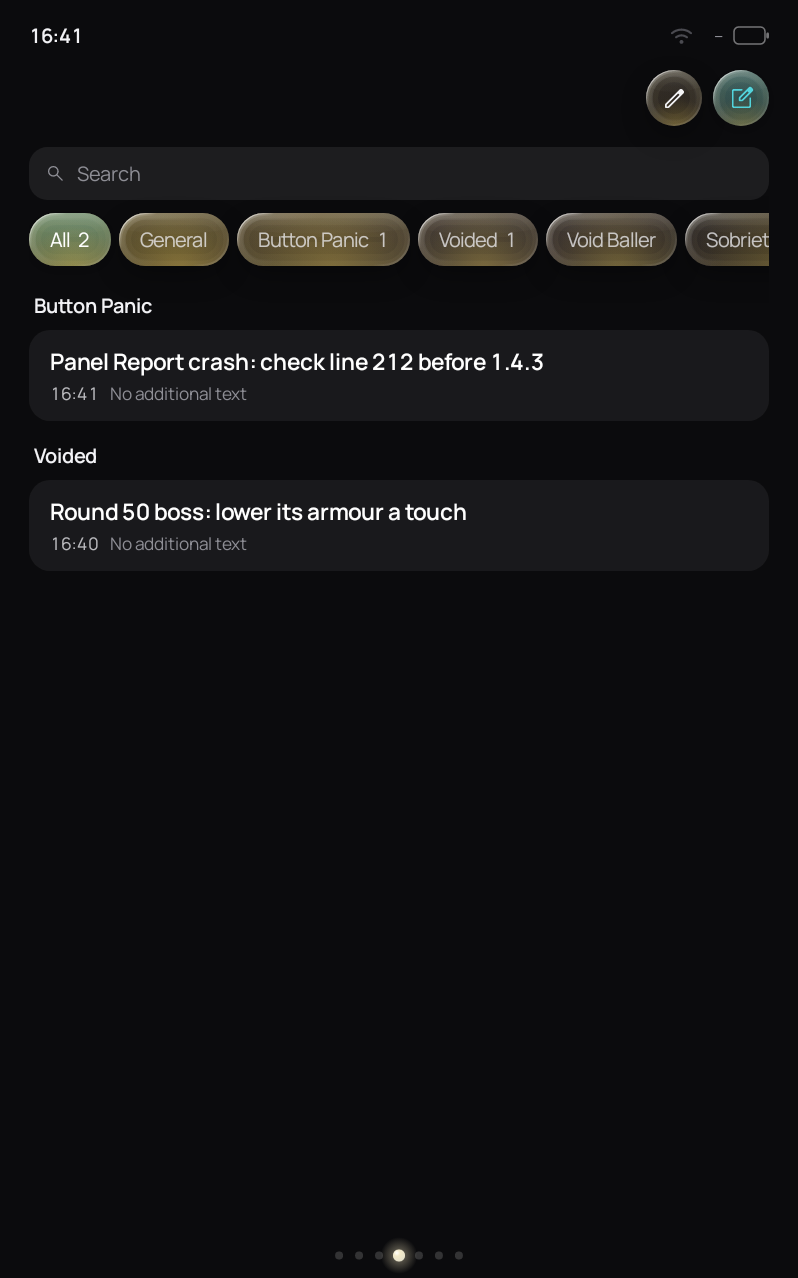 16:41
Search
All 2
General
Button Panic 1
Voided 1
Void Baller
Sobriet
Button Panic
Panel Report crash: check line 212 before 1.4.3
16:41 No additional text
Voided
Round 50 boss: lower its armour a touch
16:40 No additional text